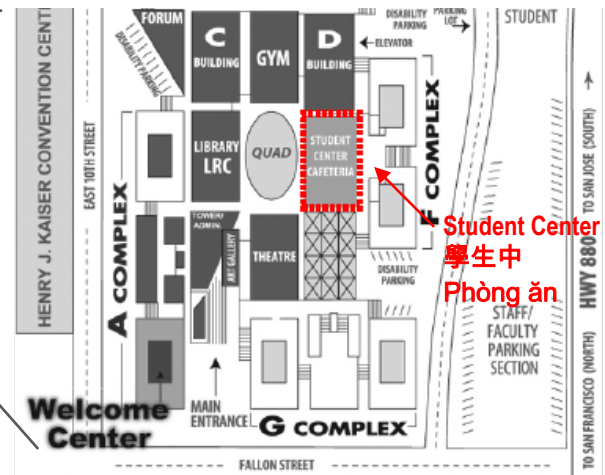 FORUM
DISABILITY PARKING
C
BUILDING
GYM
D
BUILDING
DISABILITY
PARKING
PARKING
LOT
STUDENT
ELEVATOR
HENRY J. KAISER CONVENTION CENT
EAST 10TH STREET
A COMPLEX
LIBRARY
LRC
QUAD
STUDENT
CENTER
CAFETERIA
F COMPLEX
TOWER/
ADMIN.
ART GALLERY
THEATRE
DISABILITY
PARKING
Student Center
學生中
Phòng ăn
STAFF/
FACULTY
PARKING
SECTION
TO SAN FRANCISCO (NORTH)
HWY 880
TO SAN JOSE (SOUTH)
Welcome
Center
MAIN
ENTRANCE
G COMPLEX
FALLON STREET